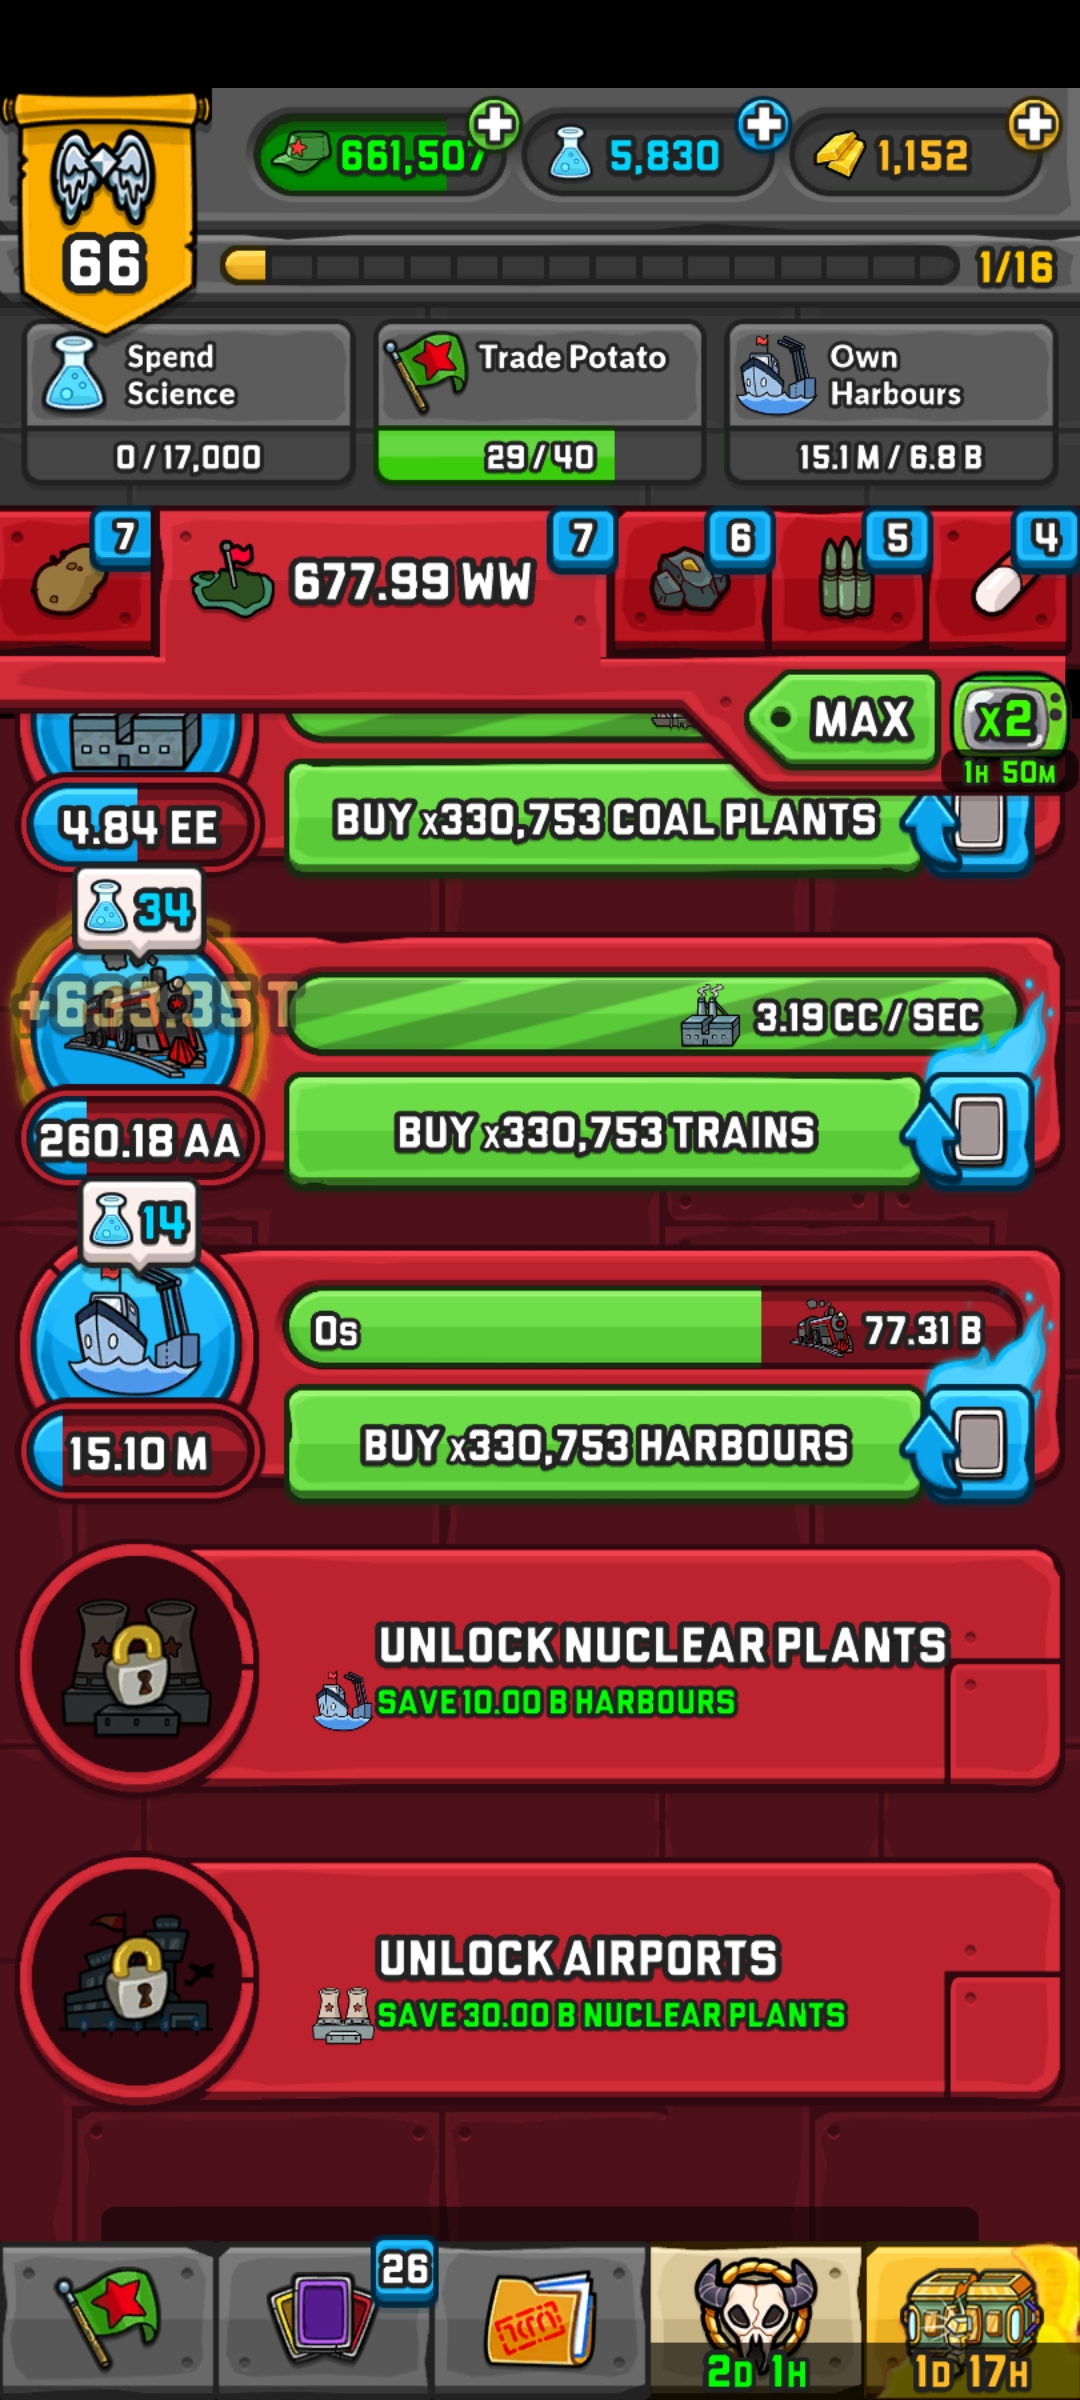 661,507
5,830
1,152
66
1/16
Spend
Science
0/17,000
Trade Potato
29/40
Own
Harbours
15.1 M / 6.8 B
7
677.99 WW
7
6
5
4
MAX
X2
1H 50M
4.84 EE
BUY x330,753 COAL PLANTS
34
+633.35 T
3.19 CC / SEC
260.18 AA
BUY x330,753 TRAINS
14
0s
77.31 B
15.10 M
BUY x330,753 HARBOURS
UNLOCK NUCLEAR PLANTS
SAVE 10.00 B HARBOURS
UNLOCK AIRPORTS
SAVE 30.00 B NUCLEAR PLANTS
26
2D 1H
1D 17H